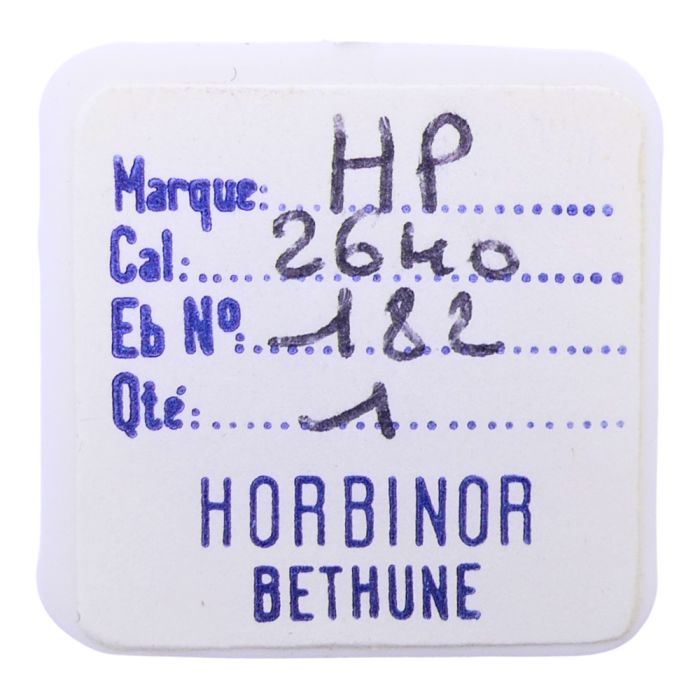 Marque: HP
Cal: 2640
Eb Nº: 182
Qté: 1
HORBINOR
BETHUNE